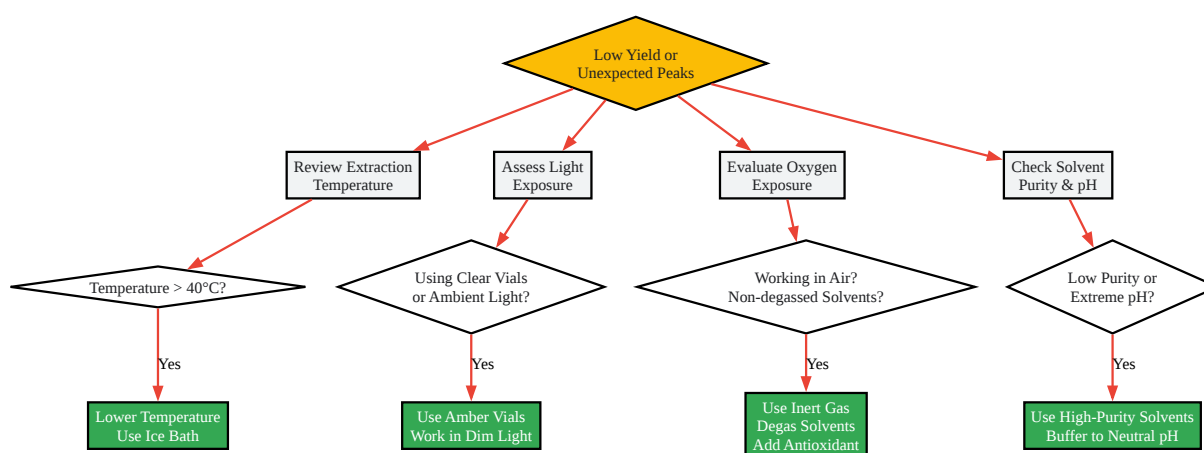 Low Yield or
Unexpected Peaks
Review Extraction
Temperature
Assess Light
Exposure
Evaluate Oxygen
Exposure
Check Solvent
Purity & pH
Temperature > 40°C?
Using Clear Vials
or Ambient Light?
Working in Air?
Non-degassed Solvents?
Low Purity or
Extreme pH?
Yes
Yes
Yes
Yes
Lower Temperature
Use Ice Bath
Use Amber Vials
Work in Dim Light
Use Inert Gas
Degas Solvents
Add Antioxidant
Use High-Purity Solvents
Buffer to Neutral pH